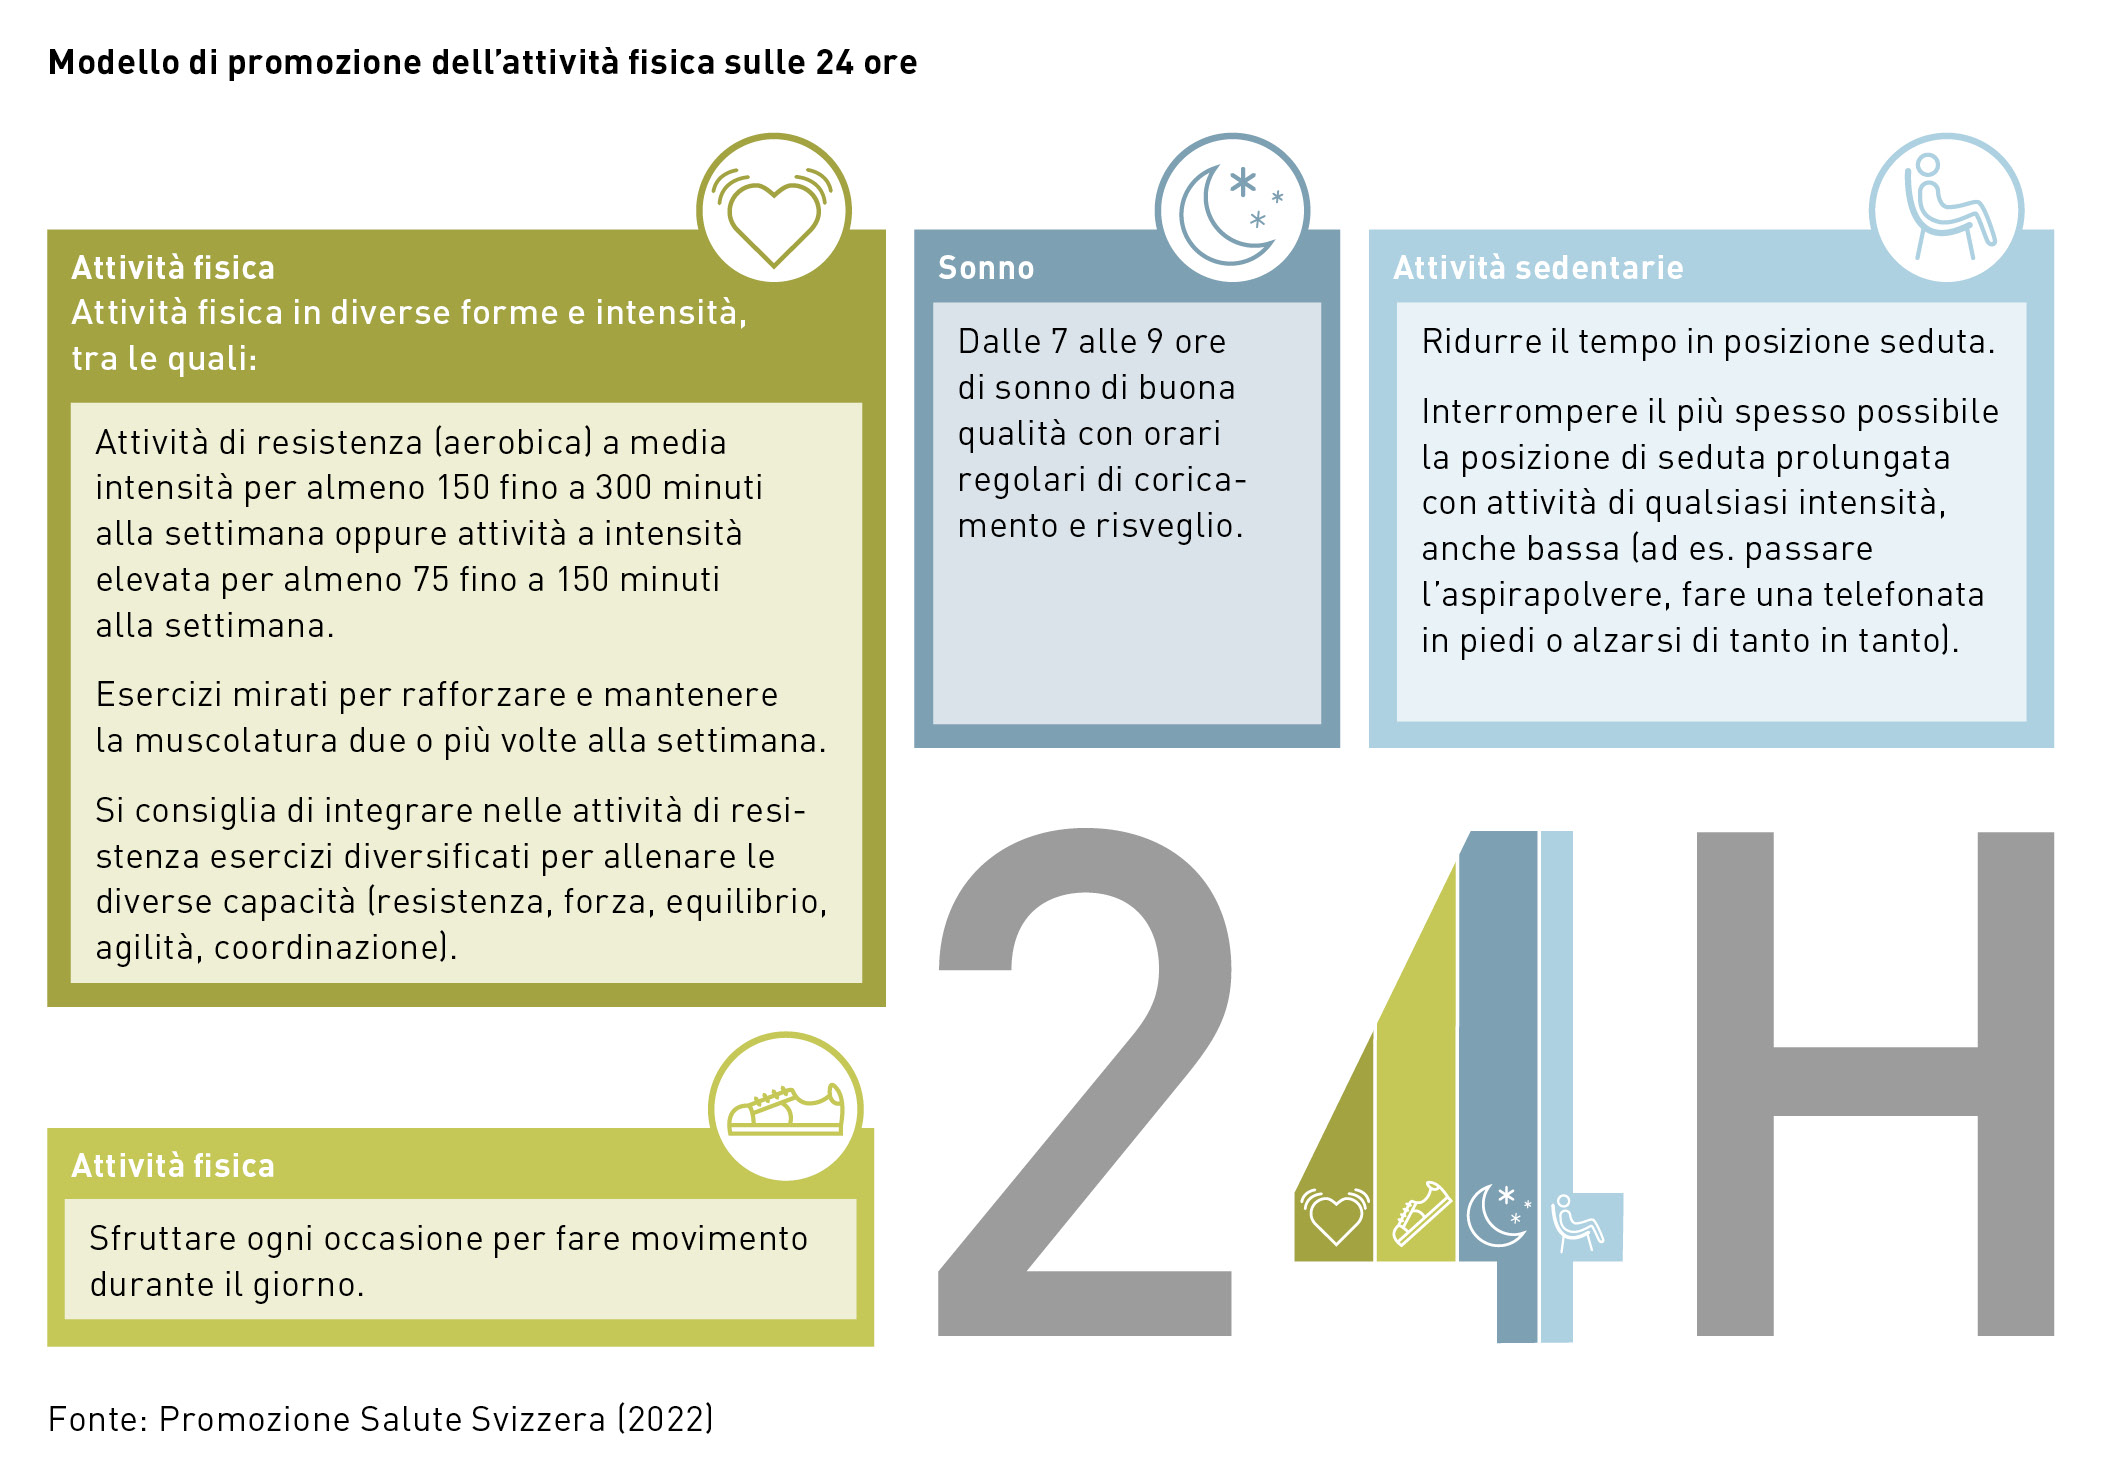 Modello di promozione dell’attività fisica sulle 24 ore
Attività fisica
Attività fisica in diverse forme e intensità,
tra le quali:
Attività di resistenza (aerobica) a media
intensità per almeno 150 fino a 300 minuti
alla settimana oppure attività a intensità
elevata per almeno 75 fino a 150 minuti
alla settimana.
Esercizi mirati per rafforzare e mantenere
la muscolatura due o più volte alla settimana.
Si consiglia di integrare nelle attività di resi-
stenza esercizi diversificati per allenare le
diverse capacità (resistenza, forza, equilibrio,
agilità, coordinazione).
Sonno
Dalle 7 alle 9 ore
di sonno di buona
qualità con orari
regolari di corica-
mento e risveglio.
Attività sedentarie
Ridurre il tempo in posizione seduta.
Interrompere il più spesso possibile
la posizione di seduta prolungata
con attività di qualsiasi intensità,
anche bassa (ad es. passare
l’aspirapolvere, fare una telefonata
in piedi o alzarsi di tanto in tanto).
Attività fisica
Sfruttare ogni occasione per fare movimento
durante il giorno.
24H
Fonte: Promozione Salute Svizzera (2022)